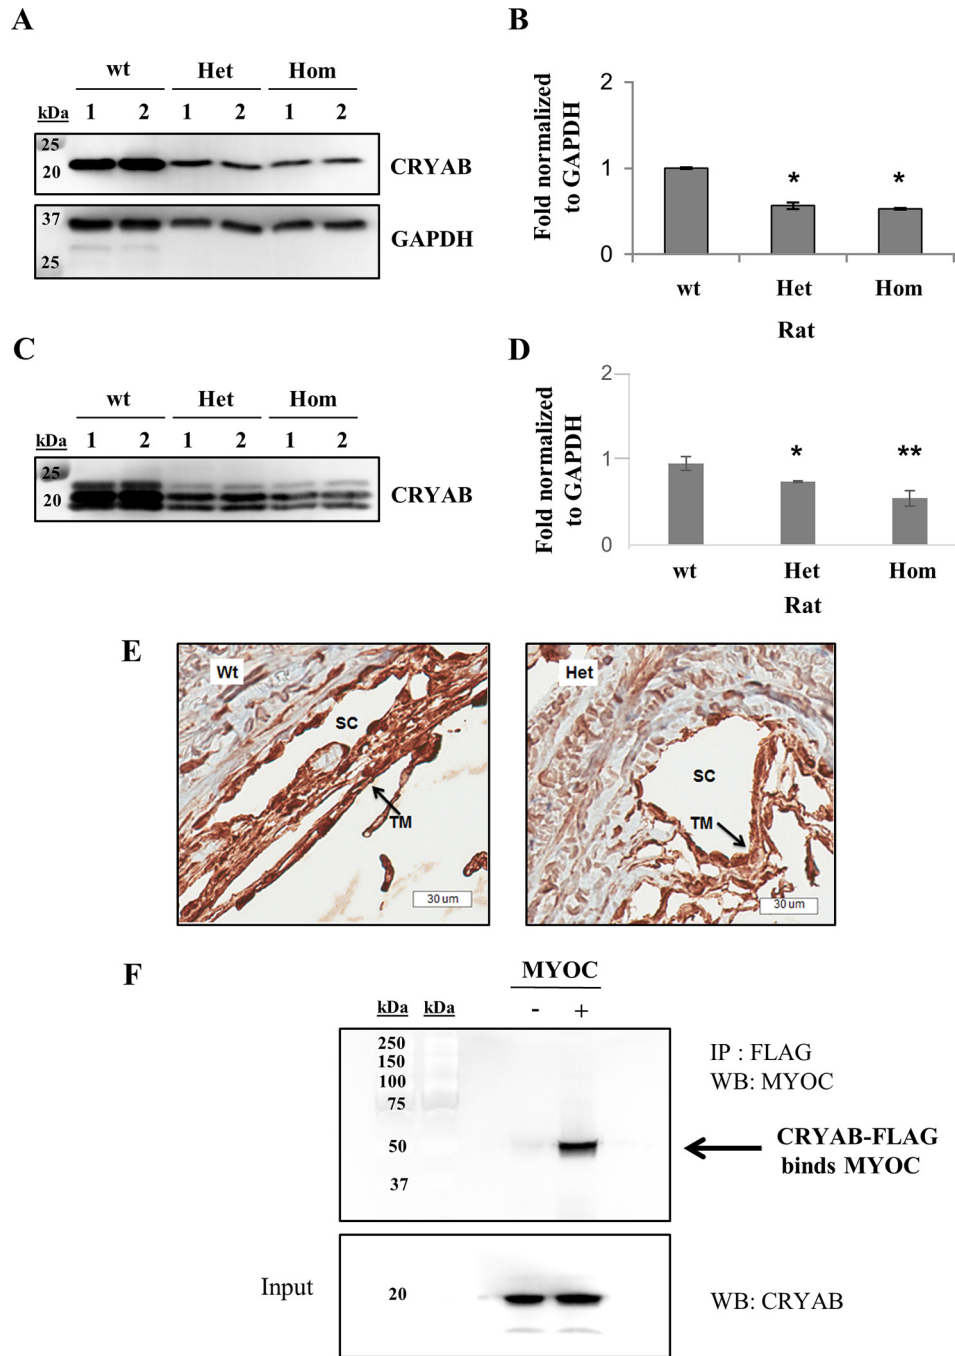 A
wt Het Hom
kDa 1 2 1 2 1 2
25
20
CRYAB
37
25
GAPDH
B
Fold normalized
to GAPDH
2
1
0
* *
wt Het Hom
Rat
C
wt Het Hom
kDa 1 2 1 2 1 2
25
20
CRYAB
D
Fold normalized
to GAPDH
2
1
0
* **
wt Het Hom
Rat
E
Wt
SC
TM
30 um
Het
SC
TM
30 um
F
MYOC
kDa kDa - +
250
150
100
75
50
37
IP : FLAG
WB: MYOC
CRYAB-FLAG
binds MYOC
Input
20
WB: CRYAB